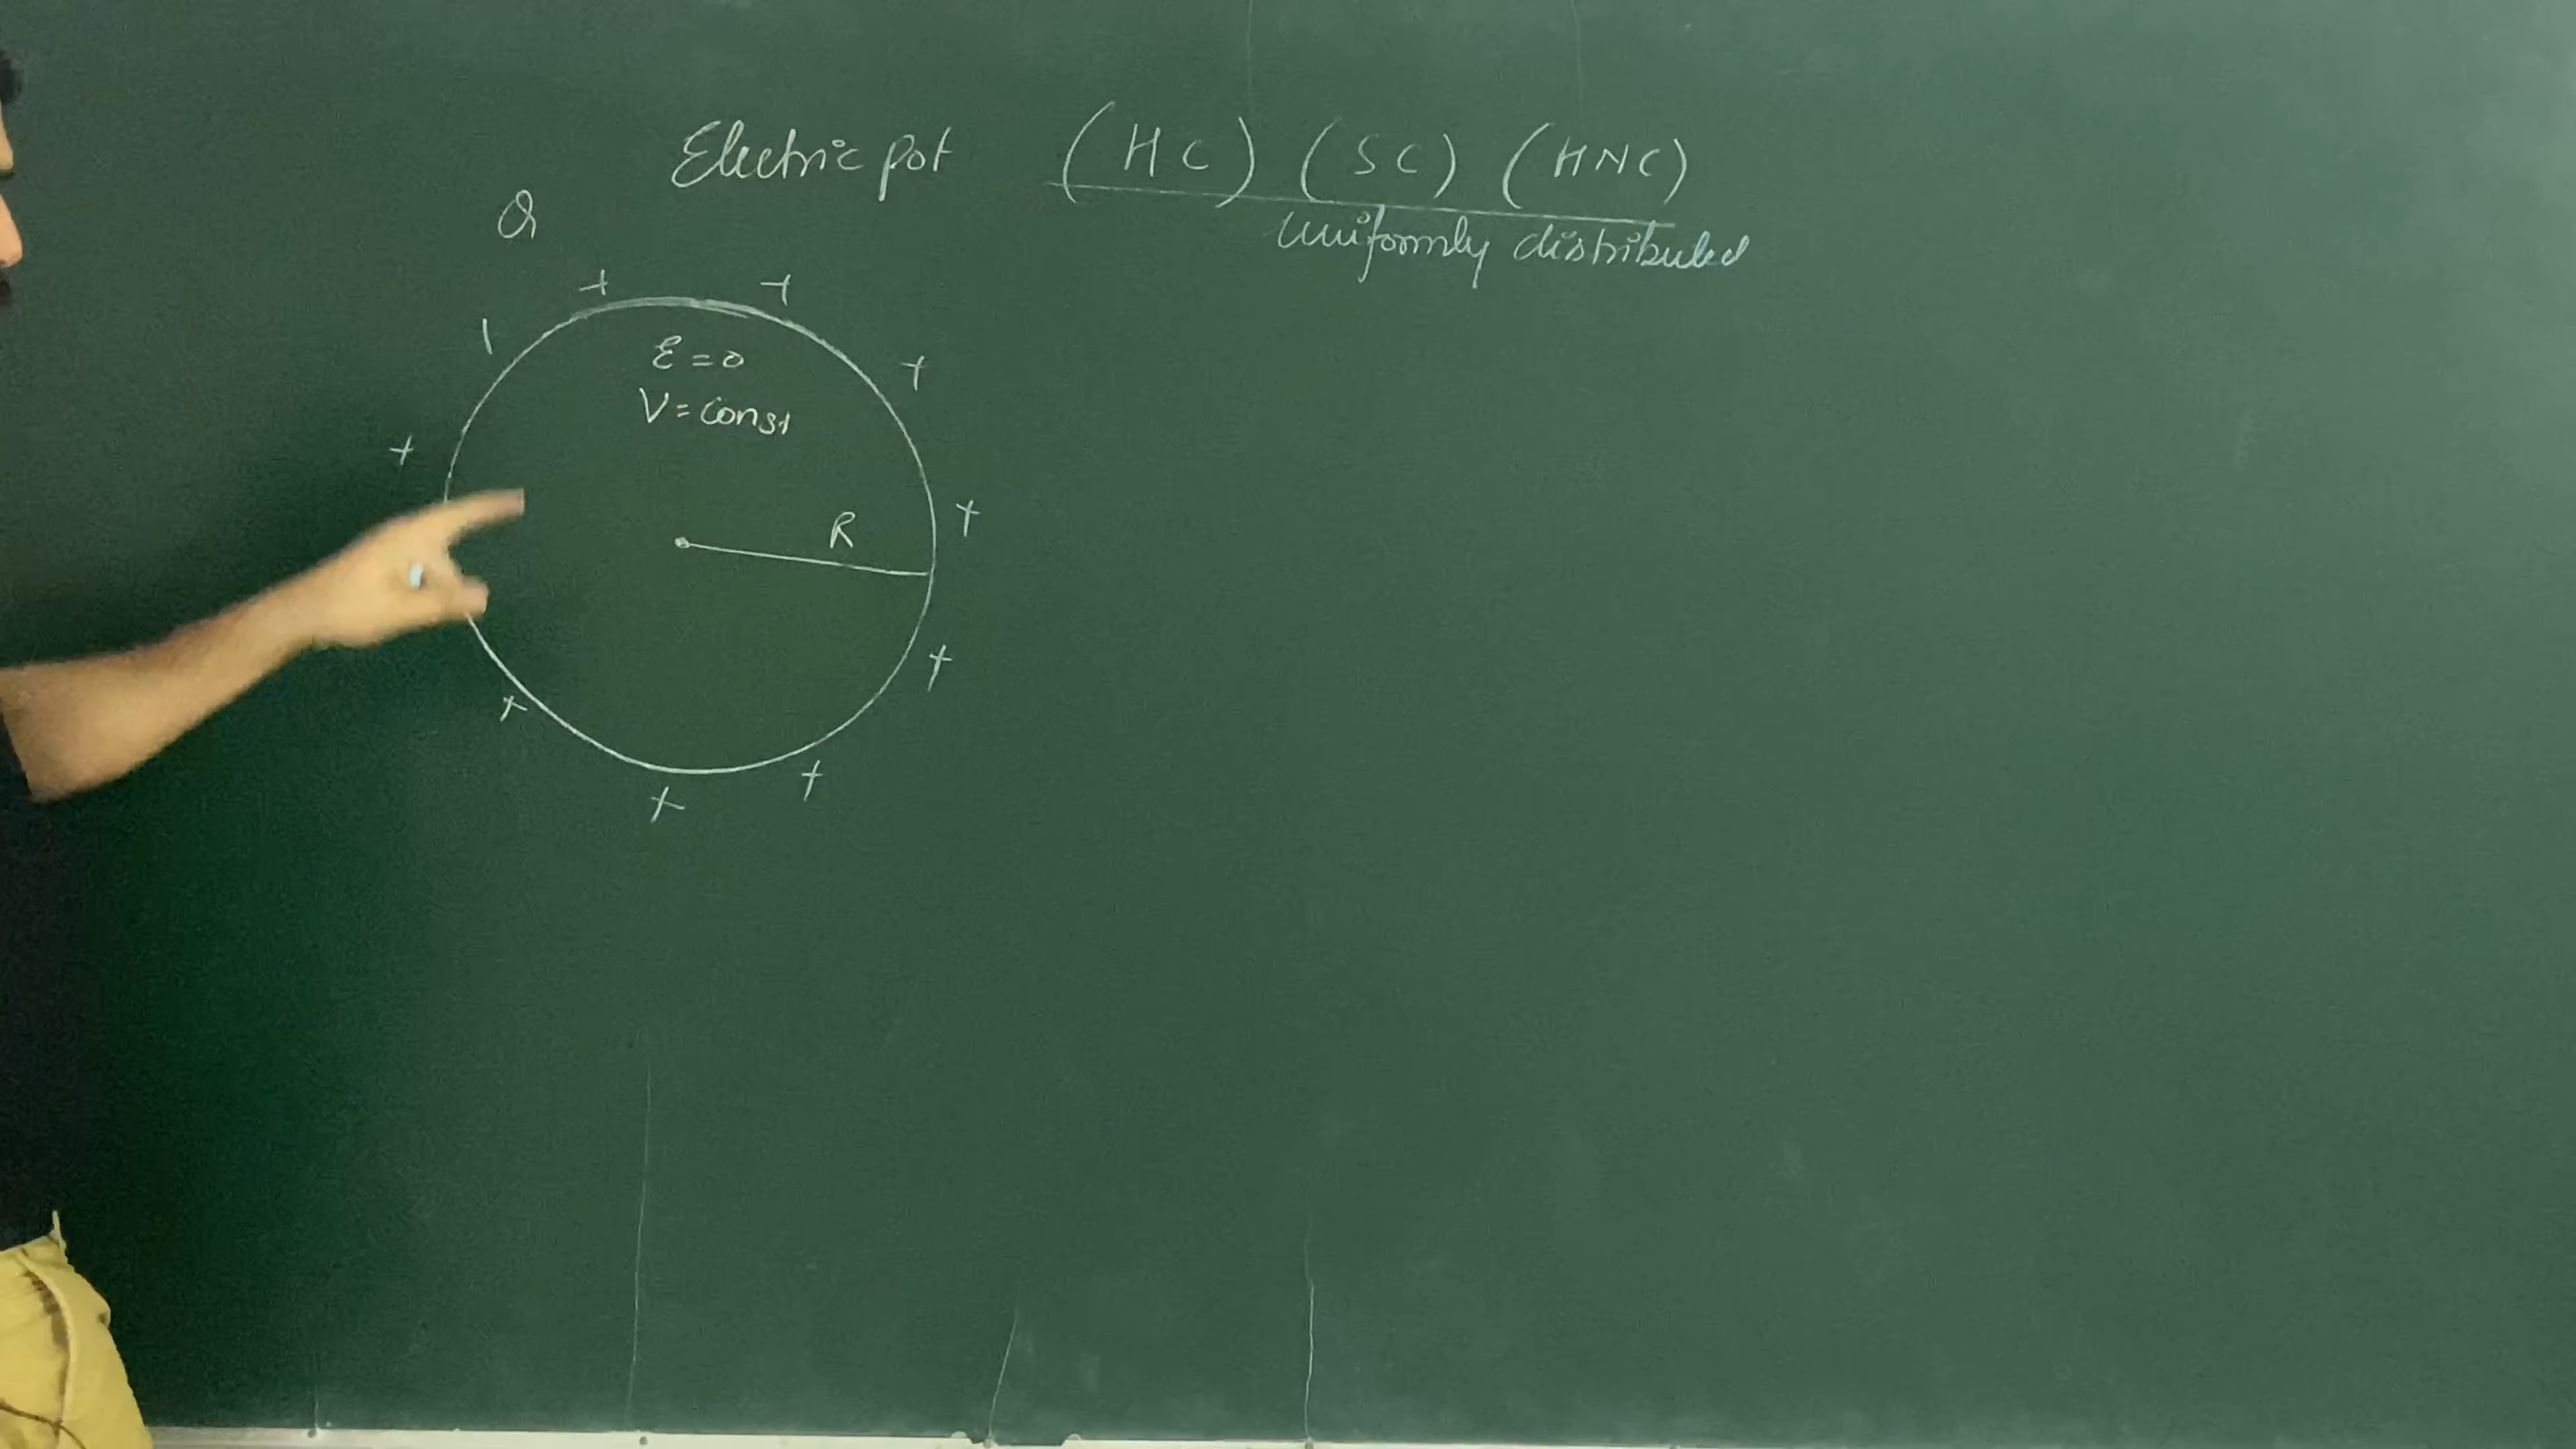 Electric pot (HC) (SC) (HNC)
uniformly distributed
Q
+ +
+
E = 0
V = const
+
R
+
+
+
+
+